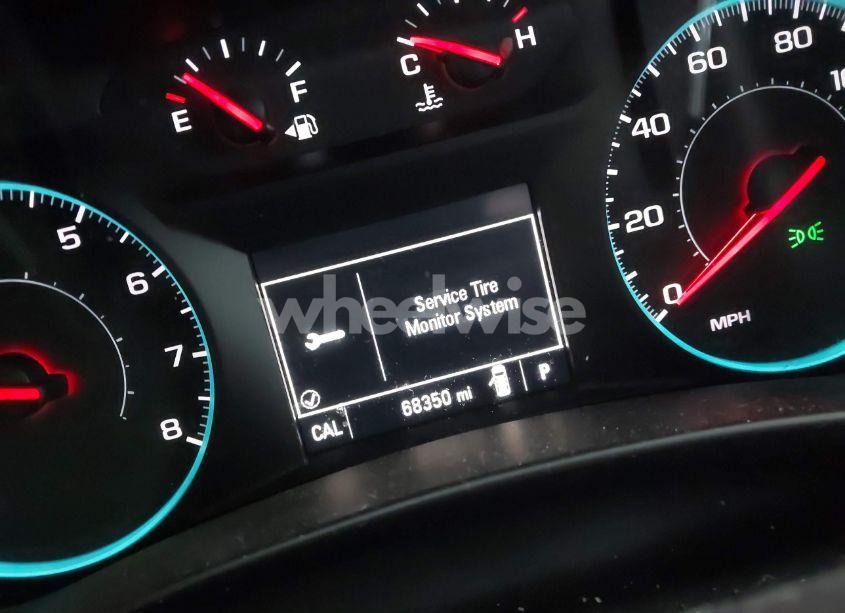 F
E
H
C
5
6
7
8
Service Tire
Monitor System
CAL
68350 mi
P
0
20
40
60
80
MPH
wheelwise